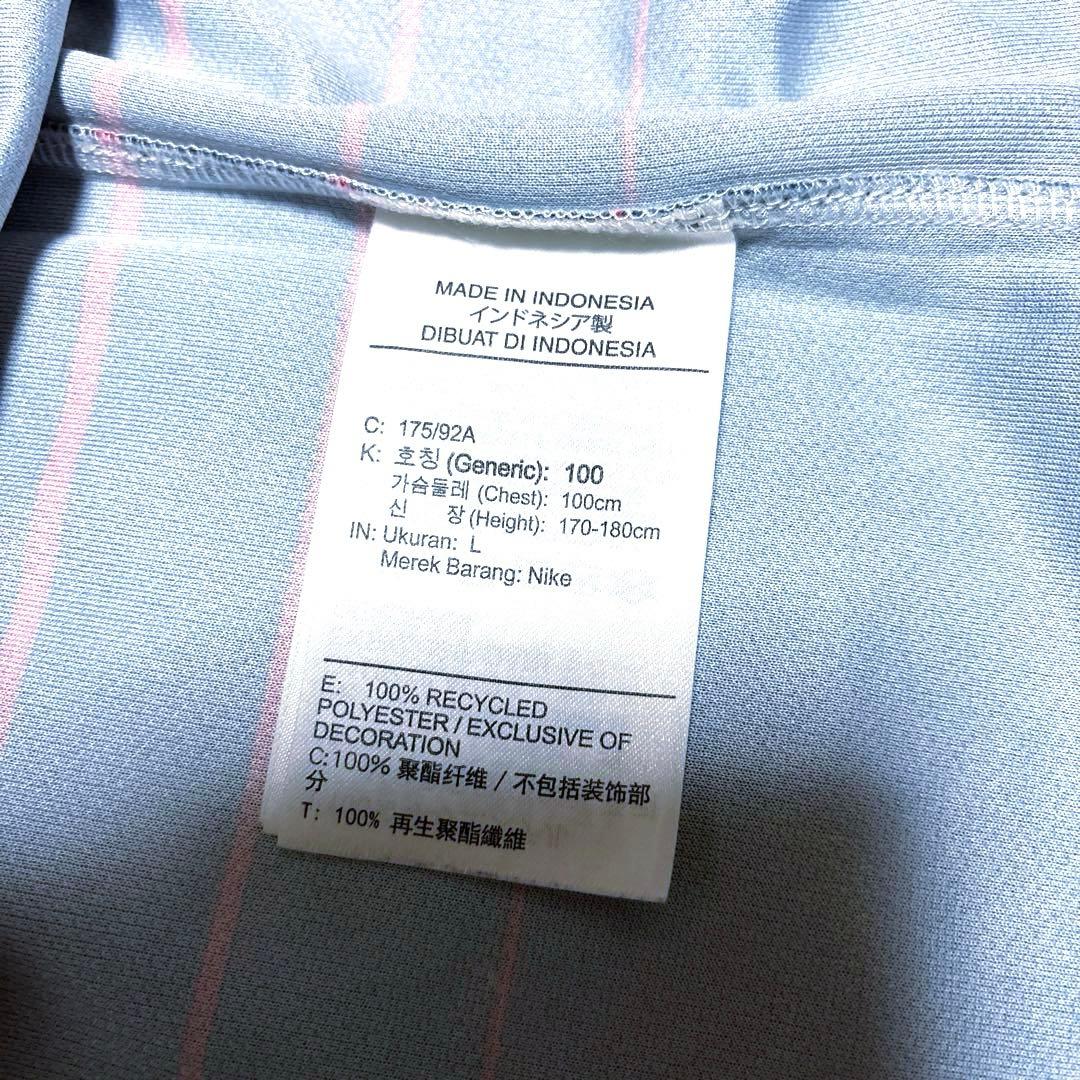 MADE IN INDONESIA
インドネシア製
DIBUAT DI INDONESIA
C: 175/92A
K: 호칭 (Generic): 100
가슴둘레 (Chest): 100cm
신 장 (Height): 170-180cm
IN: Ukuran: L
Merek Barang: Nike
E: 100% RECYCLED
POLYESTER / EXCLUSIVE OF
DECORATION
C:100% 聚酯纤维 / 不包括装饰部
分
T: 100% 再生聚酯纖維